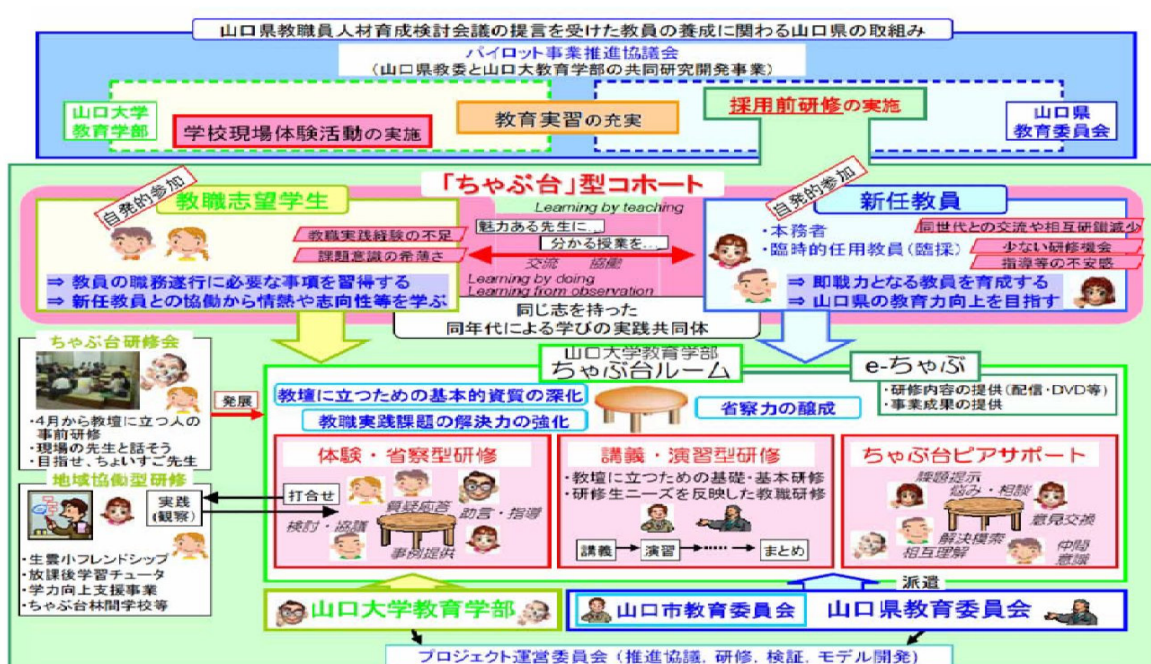 山口県教職員人材育成検討会議の提言を受けた教員の養成に関わる山口県の取組み
パイロット事業推進協議会
(山口県教委と山口大教育学部の共同研究開発事業)
山口大学
教育学部
学校現場体験活動の実施
教育実習の充実
採用前研修の実施
山口県
教育委員会
「ちゃぶ台」型コホート
自発的参加
教職志望学生
教職実践経験の不足
課題意識の希薄さ
⇒ 教員の職務遂行に必要な事項を習得する
⇒ 新任教員との協働から情熱や志向性等を学ぶ
Learning by teaching
魅力ある先生に…
分かる授業を…
交流 協働
Learning by doing
Learning from observation
同じ志を持った
同年代による学びの実践共同体
自発的参加
新任教員
・本務者
・臨時的任用教員(臨採)
同世代との交流や相互研鑽減少
少ない研修機会
指導等の不安感
⇒ 即戦力となる教員を育成する
⇒ 山口県の教育力向上を目指す
ちゃぶ台研修会
・4月から教壇に立つ人の
事前研修
・現場の先生と話そう
・目指せ、ちょいすご先生
発展
地域協働型研修
実践
(観察)
・生雲小フレンドシップ
・放課後学習チュータ
・学力向上支援事業
・ちゃぶ台林間学校等
山口大学教育学部
ちゃぶ台ルーム
e-ちゃぶ
・研修内容の提供(配信・DVD等)
・事業成果の提供
教壇に立つための基本的資質の深化
教職実践課題の解決力の強化
省察力の醸成
体験・省察型研修
打合せ
質疑応答
検討・協議
助言・指導
事例提供
講義・演習型研修
・教壇に立つための基礎・基本研修
・研修生ニーズを反映した教職研修
講義
演習
まとめ
ちゃぶ台ピアサポート
課題提示
悩み・相談
意見交換
解決模索
相互理解
仲間
意識
派遣
山口大学教育学部
山口市教育委員会
山口県教育委員会
プロジェクト運営委員会(推進協議, 研修, 検証, モデル開発)